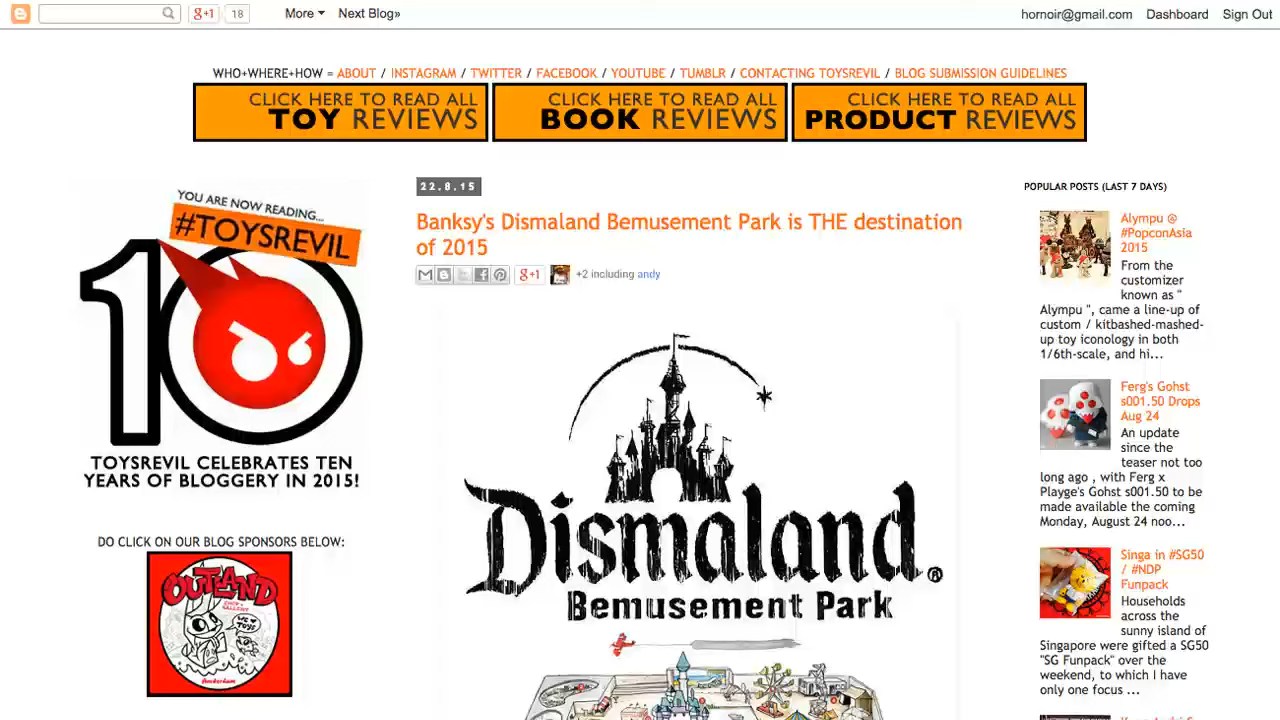 g+1 18 More Next Blog» hornoir@gmail.com Dashboard Sign Out
WHO+WHERE+HOW = ABOUT / INSTAGRAM / TWITTER / FACEBOOK / YOUTUBE / TUMBLR / CONTACTING TOYSREVIL / BLOG SUBMISSION GUIDELINES
CLICK HERE TO READ ALL
TOY REVIEWS
CLICK HERE TO READ ALL
BOOK REVIEWS
CLICK HERE TO READ ALL
PRODUCT REVIEWS
YOU ARE NOW READING...
#TOYSREVIL
10
TOYSREVIL CELEBRATES TEN
YEARS OF BLOGGERY IN 2015!
DO CLICK ON OUR BLOG SPONSORS BELOW:
OUTLAND
WE ♥
TOYS
Amsterdam
22.8.15
Banksy's Dismaland Bemusement Park is THE destination
of 2015
g+1 +2 including andy
Dismaland®
Bemusement Park
POPULAR POSTS (LAST 7 DAYS)
Alympu @
#PopconAsia
2015
From the
customizer
known as "
Alympu ", came a line-up of
custom / kitbashed-mashed-
up toy iconology in both
1/6th-scale, and hi...
Ferg's Gohst
s001.50 Drops
Aug 24
An update
since the
teaser not too
long ago , with Ferg x
Playge's Gohst s001.50 to be
made available the coming
Monday, August 24 noo...
Singa in #SG50
/ #NDP
Funpack
Households
across the
sunny island of
Singapore were gifted a SG50
"SG Funpack" over the
weekend, to which I have
only one focus ...